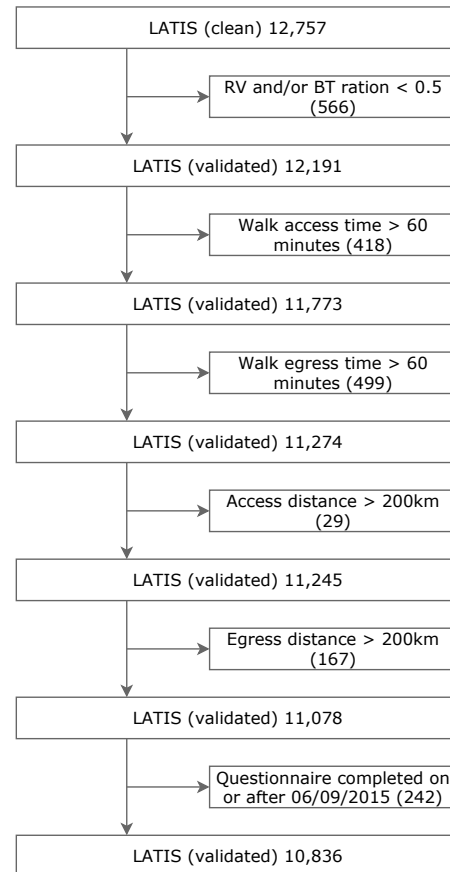 LATIS (clean) 12,757
RV and/or BT ration < 0.5
(566)
LATIS (validated) 12,191
Walk access time > 60
minutes (418)
LATIS (validated) 11,773
Walk egress time > 60
minutes (499)
LATIS (validated) 11,274
Access distance > 200km
(29)
LATIS (validated) 11,245
Egress distance > 200km
(167)
LATIS (validated) 11,078
Questionnaire completed on
or after 06/09/2015 (242)
LATIS (validated) 10,836